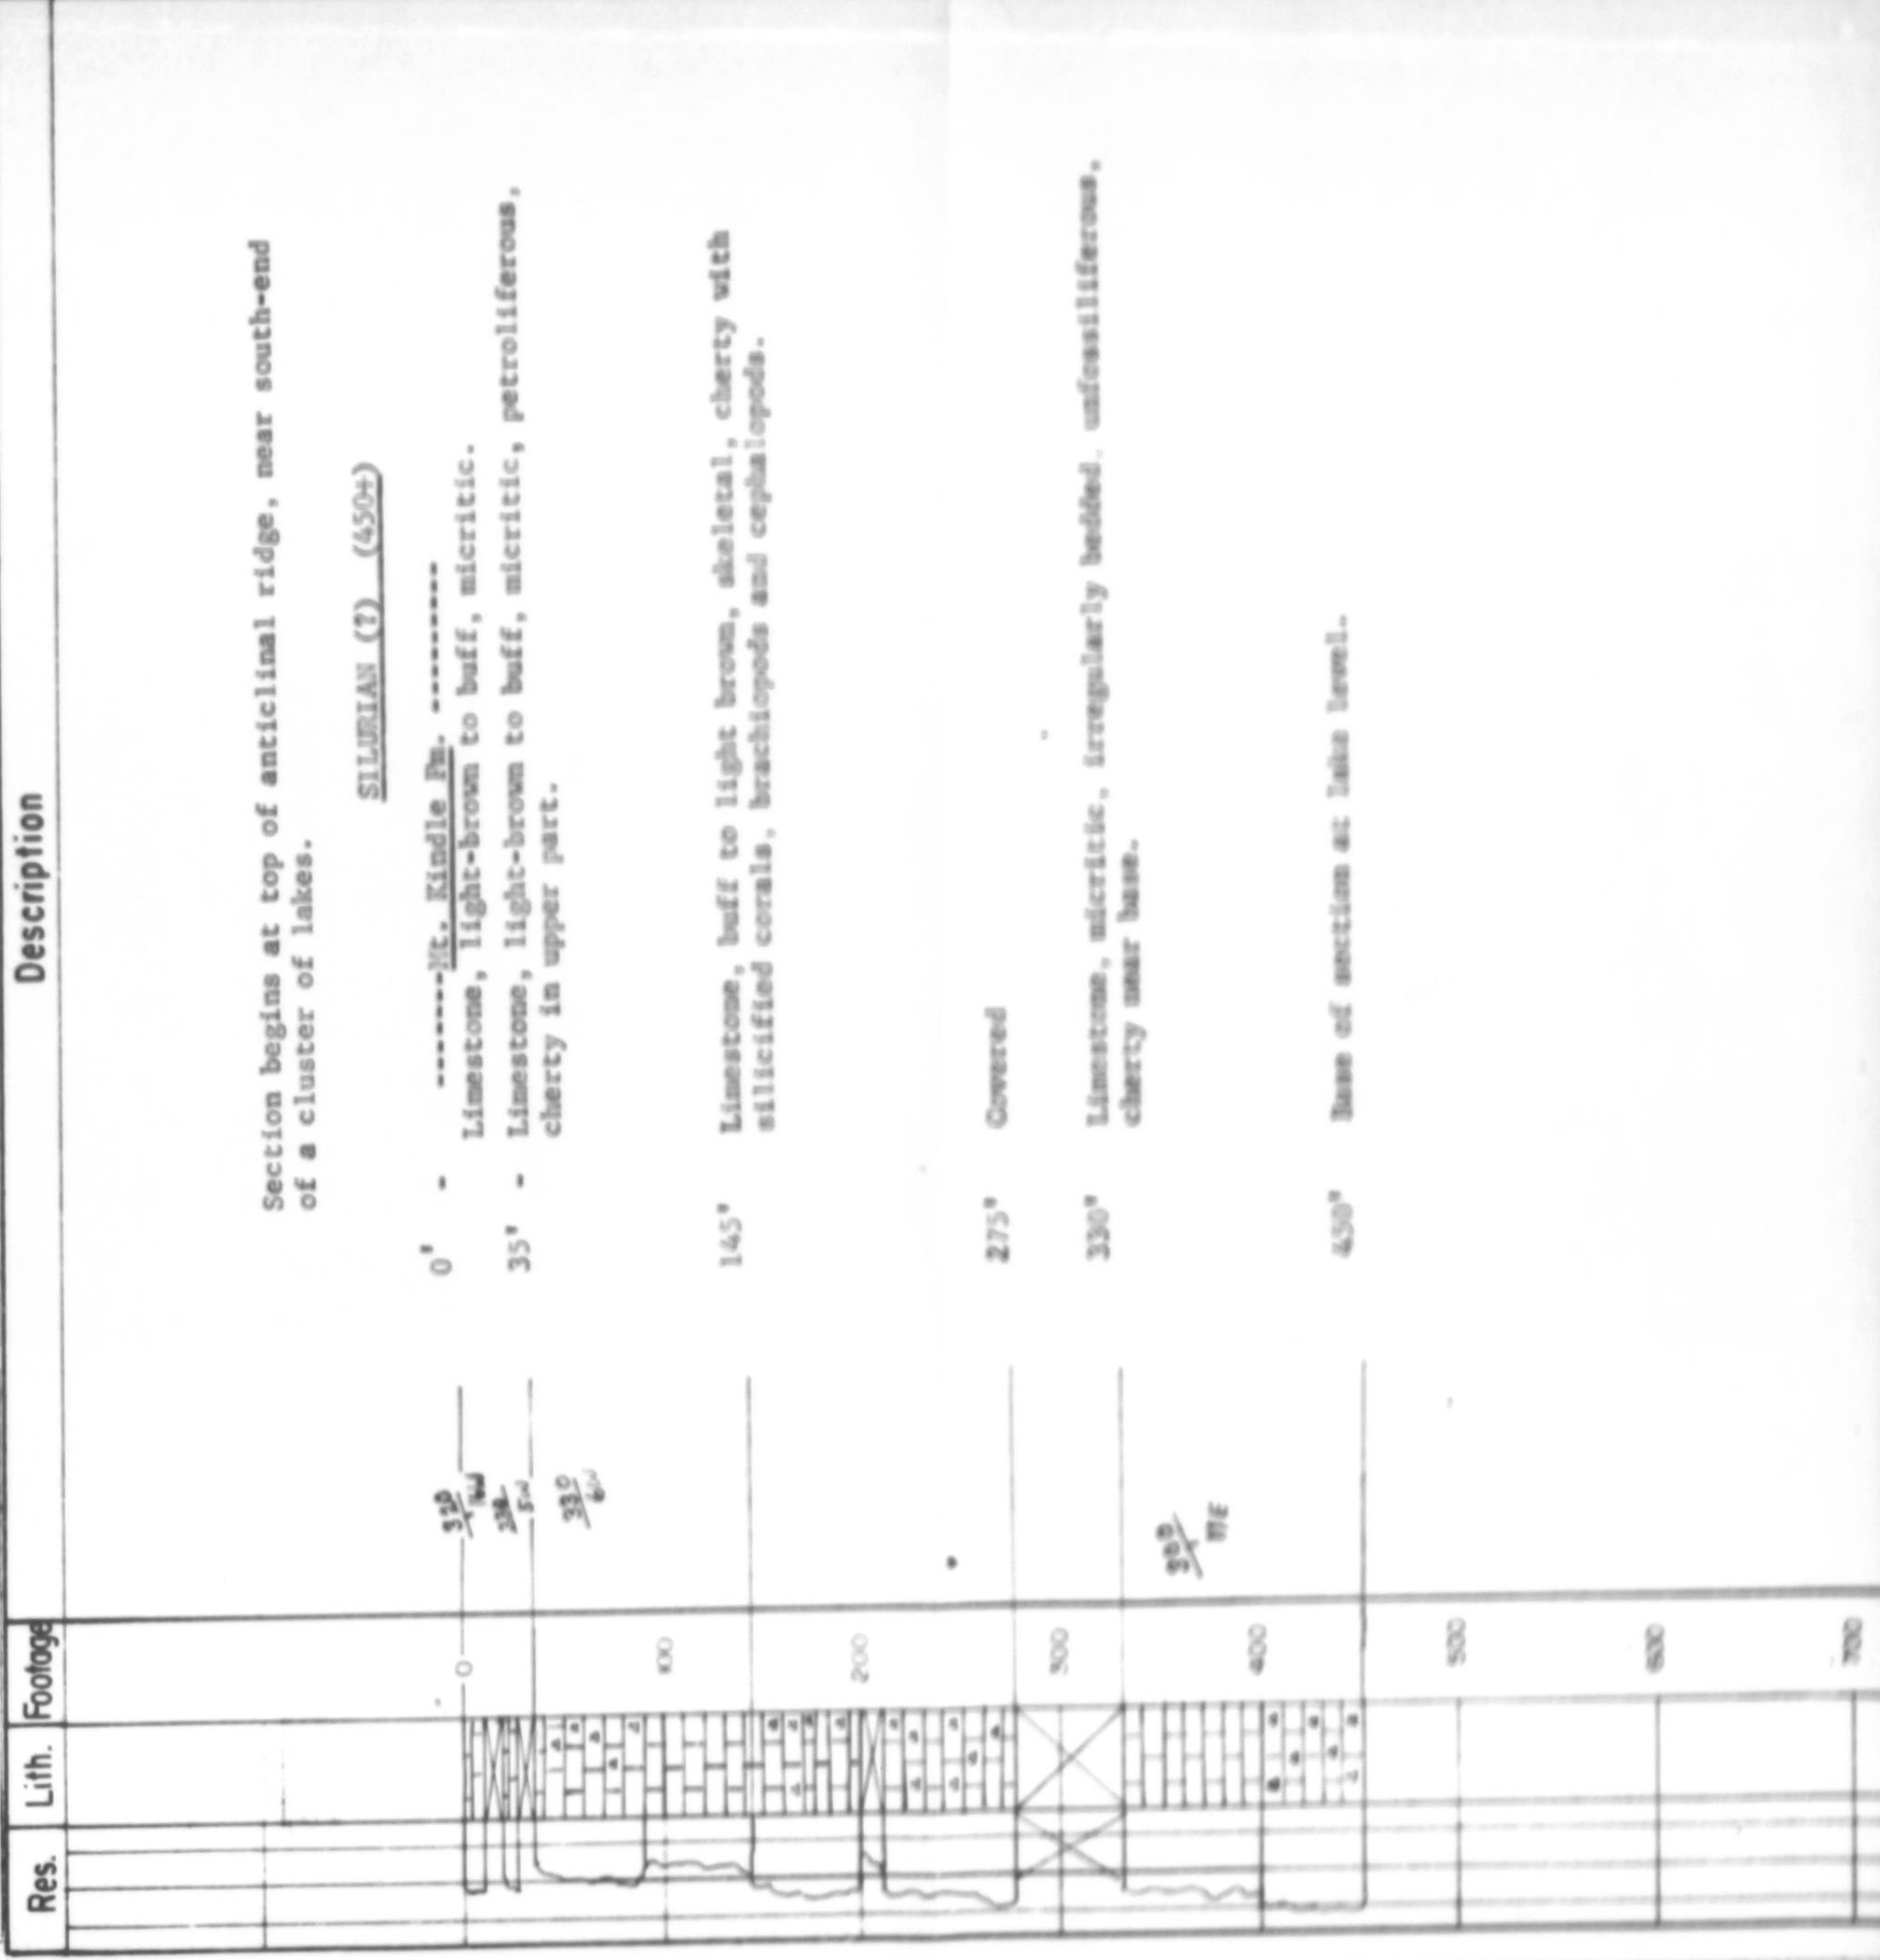 Res. Lith. Footage Description
Section begins at top of anticlinal ridge, near south-end
of a cluster of lakes.
SILURIAN (?) (450+)
0' - -------Mt. Kindle Fm. ---------
Limestone, light-brown to buff, micritic.
35' - Limestone, light-brown to buff, micritic, petroliferous,
cherty in upper part.
145' Limestone, buff to light brown, skeletal, cherty with
silicified corals, brachiopods and cephalopods.
275' Covered
330' Limestone, micritic, irregularly bedded, unfossiliferous,
cherty near base.
450' Base of section at lake level.
330
6W
0
100
200
300
400
500
600
700